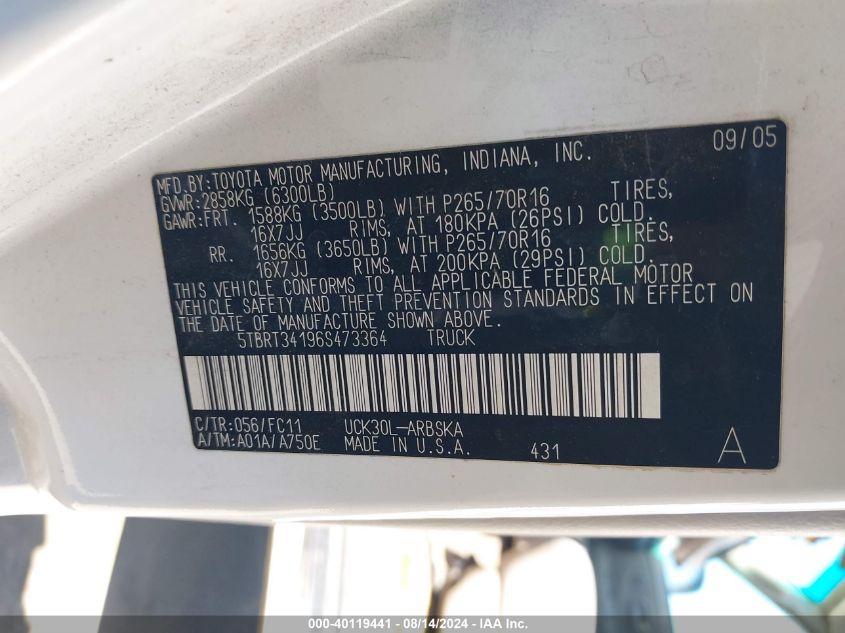 09/05
MFD.BY:TOYOTA MOTOR MANUFACTURING, INDIANA, INC.
GVWR:2858KG (6300LB)
GAWR:FRT. 1588KG (3500LB) WITH P265/70R16 TIRES,
16X7JJ RIMS, AT 180KPA (26PSI) COLD.
RR. 1656KG (3650LB) WITH P265/70R16 TIRES,
16X7JJ RIMS, AT 200KPA (29PSI) COLD.
THIS VEHICLE CONFORMS TO ALL APPLICABLE FEDERAL MOTOR
VEHICLE SAFETY AND THEFT PREVENTION STANDARDS IN EFFECT ON
THE DATE OF MANUFACTURE SHOWN ABOVE.
5TBRT34196S473364 TRUCK
C/TR:056/FC11 UCK30L-ARBSKA
A/TM:A01A/A750E MADE IN U.S.A. 431 A
000-40119441 - 08/14/2024 - IAA Inc.